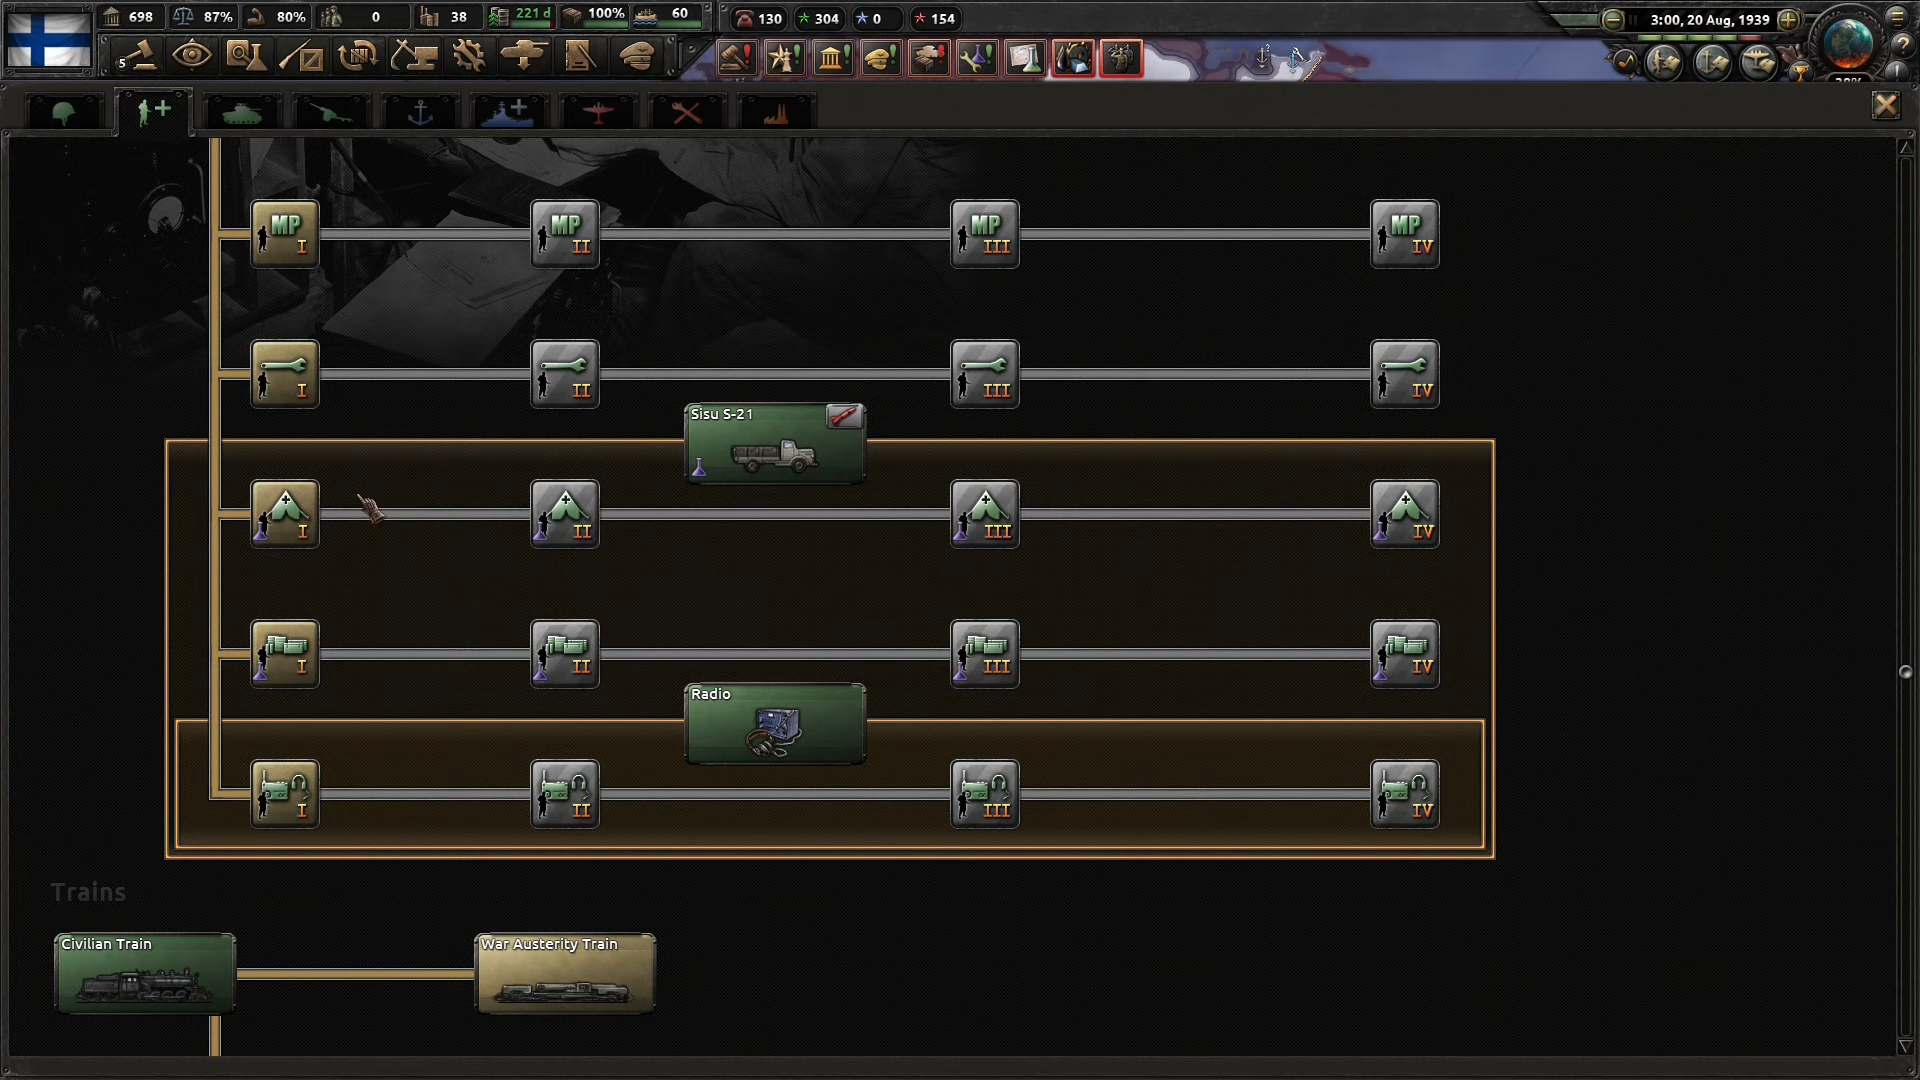 698 87% 80% 0 38 221 d 100% 60 130 304 0 154 3:00, 20 Aug, 1939
5
MP I MP II MP III MP IV
I II III IV
Sisu S-21
I II III IV
I II III IV
Radio
I II III IV
Trains
Civilian Train War Austerity Train